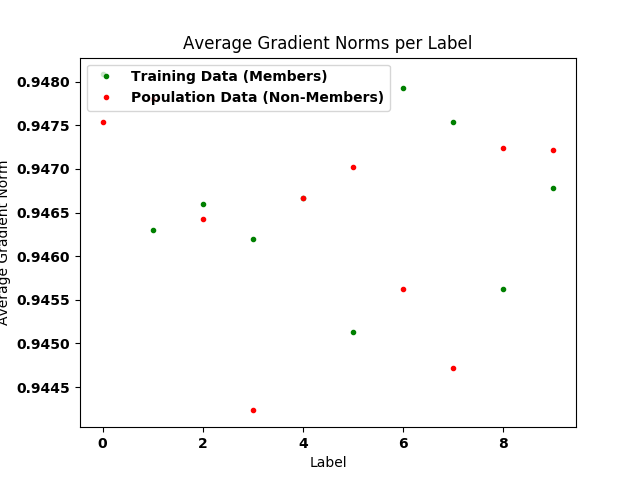 Average Gradient Norms per Label
Training Data (Members)
Population Data (Non-Members)
0.9480
0.9475
0.9470
0.9465
0.9460
0.9455
0.9450
0.9445
Average Gradient Norm
0 2 4 6 8
Label